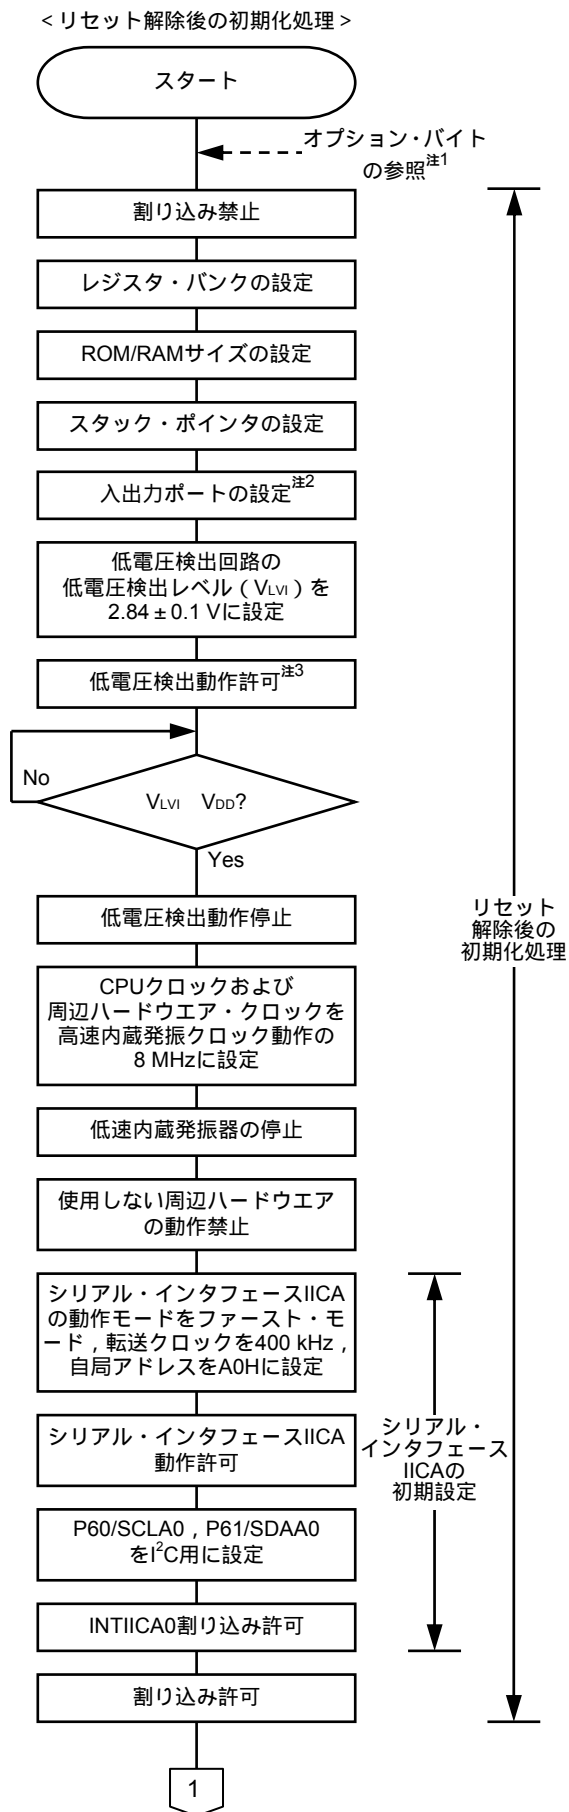 ＜リセット解除後の初期化処理＞
スタート
オプション・バイト
の参照注1
割り込み禁止
レジスタ・バンクの設定
ROM/RAMサイズの設定
スタック・ポインタの設定
入出力ポートの設定注2
低電圧検出回路の
低電圧検出レベル（VLVI）を
2.84±0.1 Vに設定
低電圧検出動作許可注3
No
VLVI VDD?
Yes
低電圧検出動作停止
CPUクロックおよび
周辺ハードウエア・クロックを
高速内蔵発振クロック動作の
8 MHzに設定
低速内蔵発振器の停止
使用しない周辺ハードウエア
の動作禁止
シリアル・インタフェースIICA
の動作モードをファースト・モ
ード，転送クロックを400 kHz，
自局アドレスをA0Hに設定
シリアル・インタフェースIICA
動作許可
P60/SCLA0，P61/SDAA0
をI²C用に設定
INTIICA0割り込み許可
割り込み許可
1
シリアル・
インタフェース
IICAの
初期設定
リセット
解除後の
初期化処理